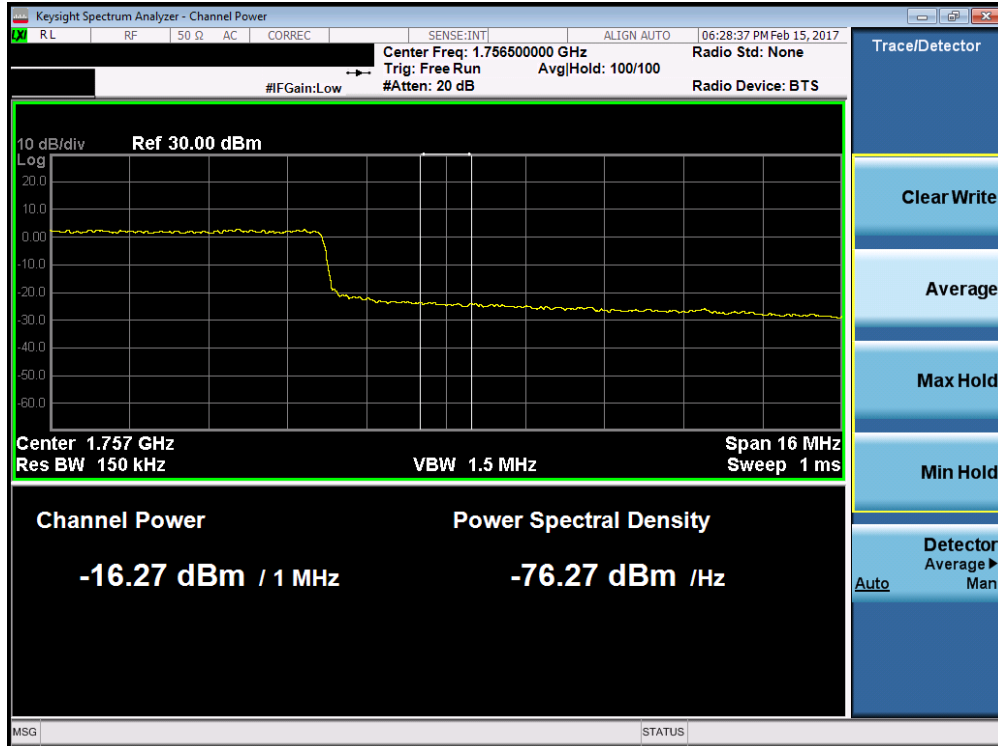 Keysight Spectrum Analyzer - Channel Power
LXI RL RF 50 Ω AC CORREC SENSE:INT ALIGN AUTO 06:28:37 PM Feb 15, 2017
Center Freq: 1.756500000 GHz Radio Std: None
Trig: Free Run Avg|Hold: 100/100
#IFGain:Low #Atten: 20 dB Radio Device: BTS
Trace/Detector
10 dB/div Ref 30.00 dBm
Log
20.0
10.0
0.00
-10.0
-20.0
-30.0
-40.0
-50.0
-60.0
Center 1.757 GHz Span 16 MHz
Res BW 150 kHz VBW 1.5 MHz Sweep 1 ms
Channel Power Power Spectral Density
-16.27 dBm / 1 MHz -76.27 dBm /Hz
Clear Write
Average
Max Hold
Min Hold
Detector
Average▶
Auto Man
MSG STATUS